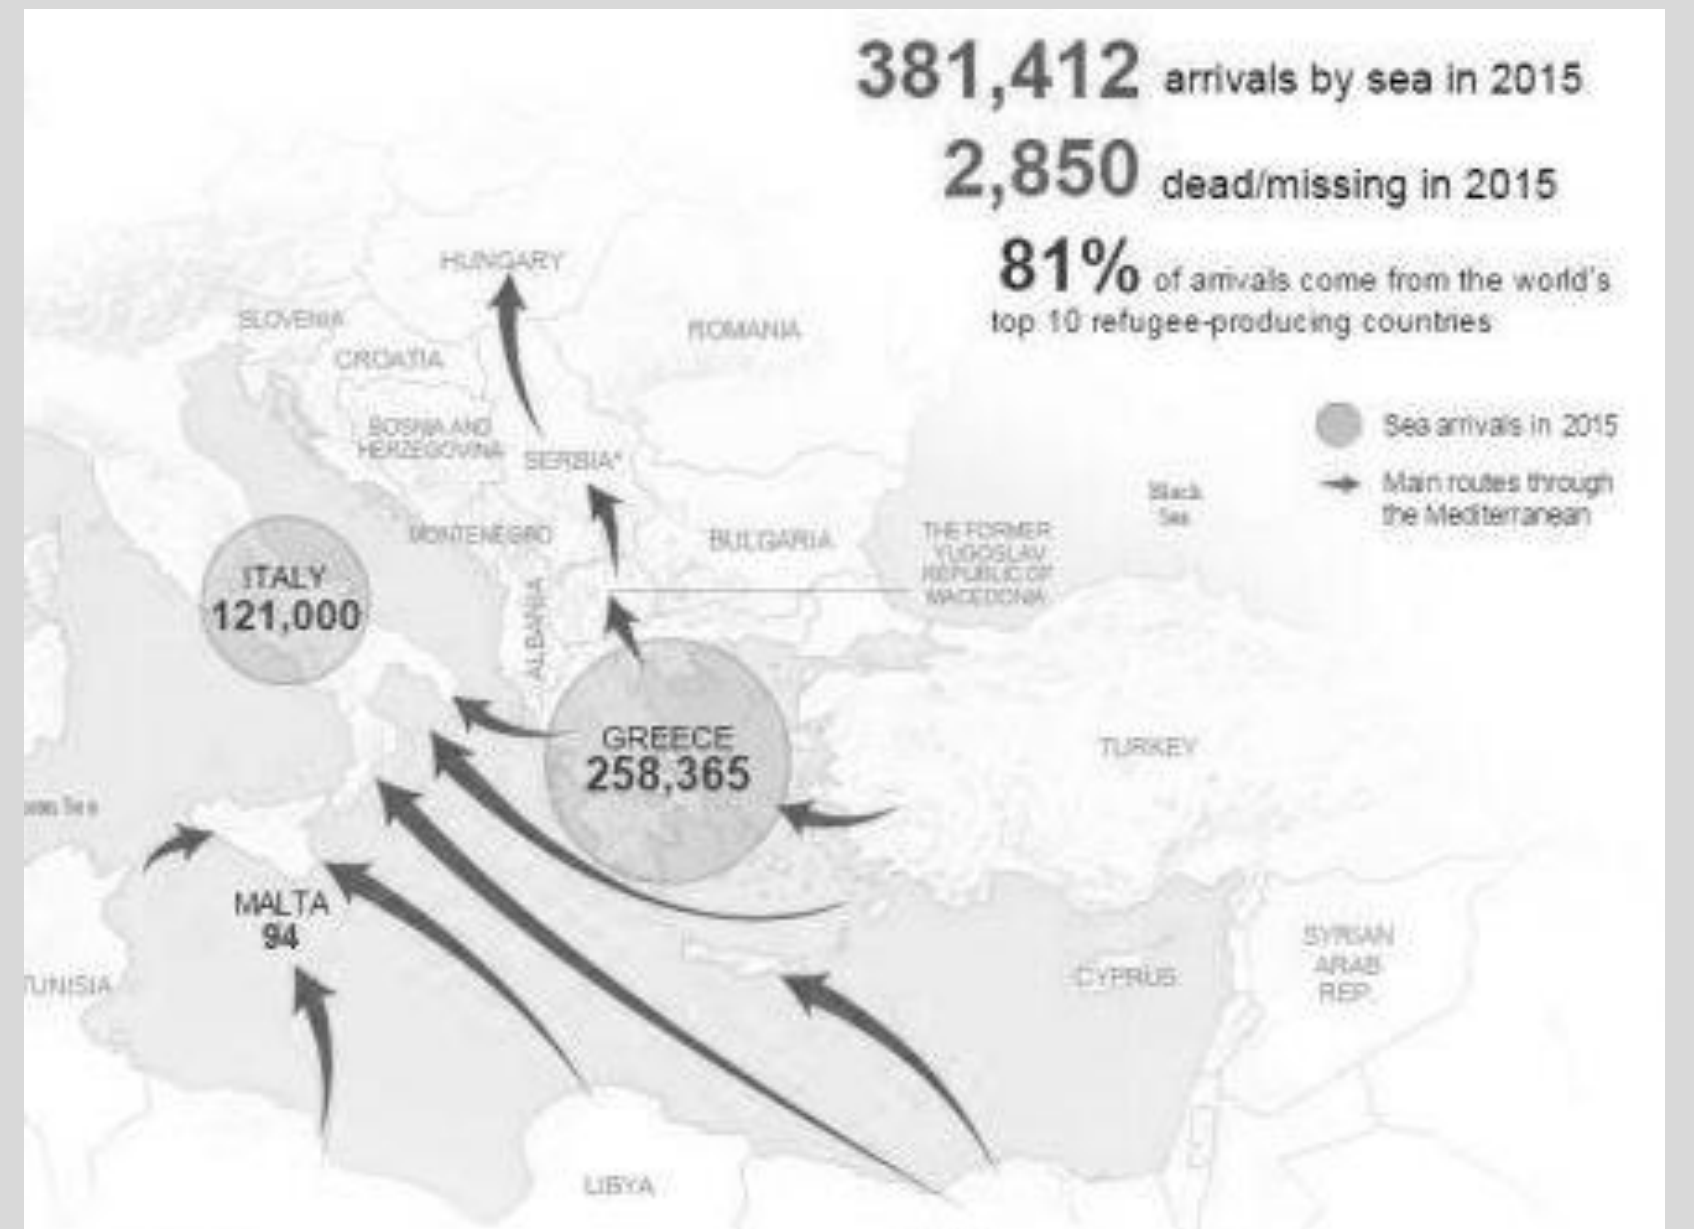 381,412 arrivals by sea in 2015
2,850 dead/missing in 2015
81% of arrivals come from the world's
top 10 refugee-producing countries
Sea arrivals in 2015
Main routes through
the Mediterranean
HUNGARY
SLOVENIA
ROMANIA
CROATIA
BOSNIA AND
HERZEGOVINA
SERBIA*
Black
Sea
MONTENEGRO
BULGARIA
THE FORMER
YUGOSLAV
REPUBLIC OF
MACEDONIA
ITALY
121,000
ALBANIA
GREECE
258,365
TURKEY
Sea
MALTA
94
TUNISIA
CYPRUS
SYRIAN
ARAB
REP.
LIBYA